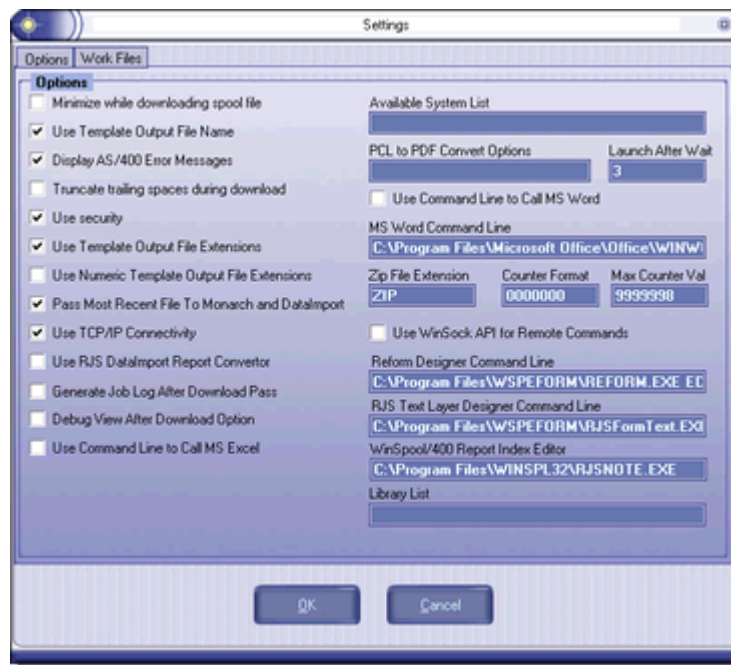 Settings
Options Work Files
Options
Minimize while downloading spool file
Use Template Output File Name
Display AS/400 Error Messages
Truncate trailing spaces during download
Use security
Use Template Output File Extensions
Use Numeric Template Output File Extensions
Pass Most Recent File To Monarch and DataImport
Use TCP/IP Connectivity
Use RJS DataImport Report Convertor
Generate Job Log After Download Pass
Debug View After Download Option
Use Command Line to Call MS Excel
Available System List
PCL to PDF Convert Options Launch After Wait
3
Use Command Line to Call MS Word
MS Word Command Line
C:\Program Files\Microsoft Office\Office\WINW
Zip File Extension Counter Format Max Counter Val
ZIP 0000000 9999998
Use WinSock API for Remote Commands
Reform Designer Command Line
C:\Program Files\WSPEFORM\REFORM.EXE EC
RJS Text Layer Designer Command Line
C:\Program Files\WSPEFORM\RJSFormText.EXI
WinSpool/400 Report Index Editor
C:\Program Files\WINSPL32\RJSNOTE.EXE
Library List
OK Cancel